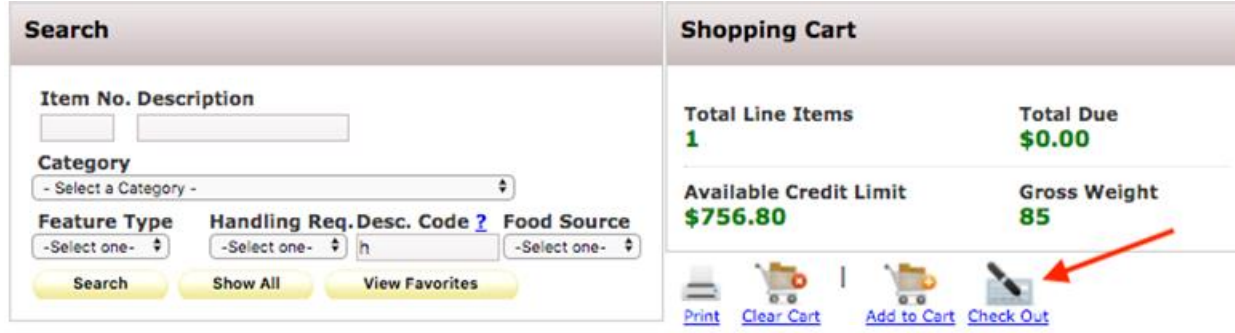 Search
Item No. Description
Category
- Select a Category -
Feature Type Handling Req. Desc. Code ? Food Source
-Select one- -Select one- h -Select one-
Search Show All View Favorites
Shopping Cart
Total Line Items Total Due
1 $0.00
Available Credit Limit Gross Weight
$756.80 85
Print Clear Cart | Add to Cart Check Out